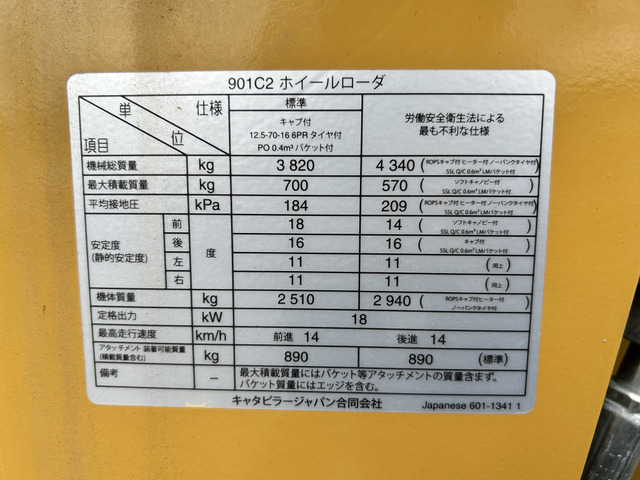 901C2 ホイールローダ
単 仕様 標準 労働安全衛生法による
項目 位 キャブ付 最も不利な仕様
12.5-70-16 6PR タイヤ付
PO 0.4m³ バケット付
機械総質量 kg 3 820 4 340 (ROPSキャブ付 ヒーター付 ノーパンクタイヤ付
SSL Q/C 0.6m³ LMバケット付)
最大積載質量 kg 700 570 (ソフトキャノピー付
SSL Q/C 0.6m³ LMバケット付)
平均接地圧 kPa 184 209 (ROPSキャブ付 ヒーター付 ノーパンクタイヤ付
SSL Q/C 0.6m³ LMバケット付)
安定度
(静的安定度) 度
前 18 14 (ソフトキャノピー付
SSL Q/C 0.6m³ LMバケット付)
後 16 16 (キャブ付
SSL Q/C 0.6m³ LMバケット付)
左 11 11 (同上)
右 11 11 (同上)
機体質量 kg 2 510 2 940 (ROPSキャブ付ヒーター付
ノーパンクタイヤ付)
定格出力 kW 18
最高走行速度 km/h 前進 14 後進 14
アタッチメント 装着可能質量
(積載質量含む) kg 890 890 (標準)
備考 – 最大積載質量にはバケット等アタッチメントの質量含まず。
バケット質量にはエッジを含む。
キャタピラージャパン合同会社 Japanese 601-1341 1